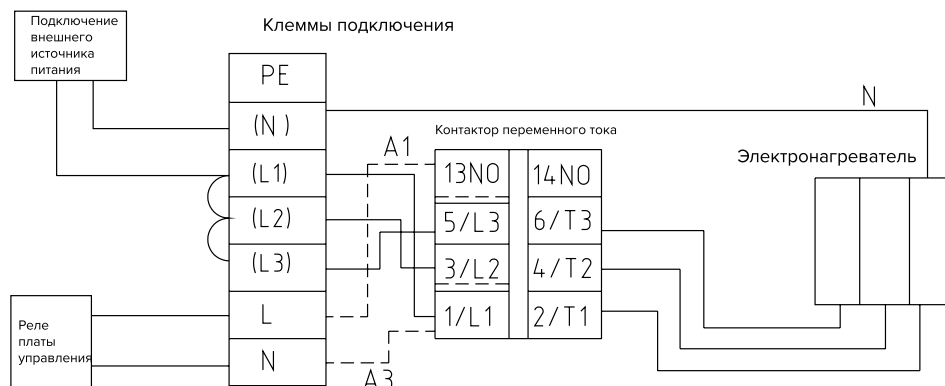 Подключение
внешнего
источника
питания
Клеммы подключения
PE
(N)
(L1)
(L2)
(L3)
L
N
N
Контактор переменного тока
A1
13NO
14NO
5/L3
6/T3
3/L2
4/T2
1/L1
2/T1
A3
Электронагреватель
Реле
платы
управления